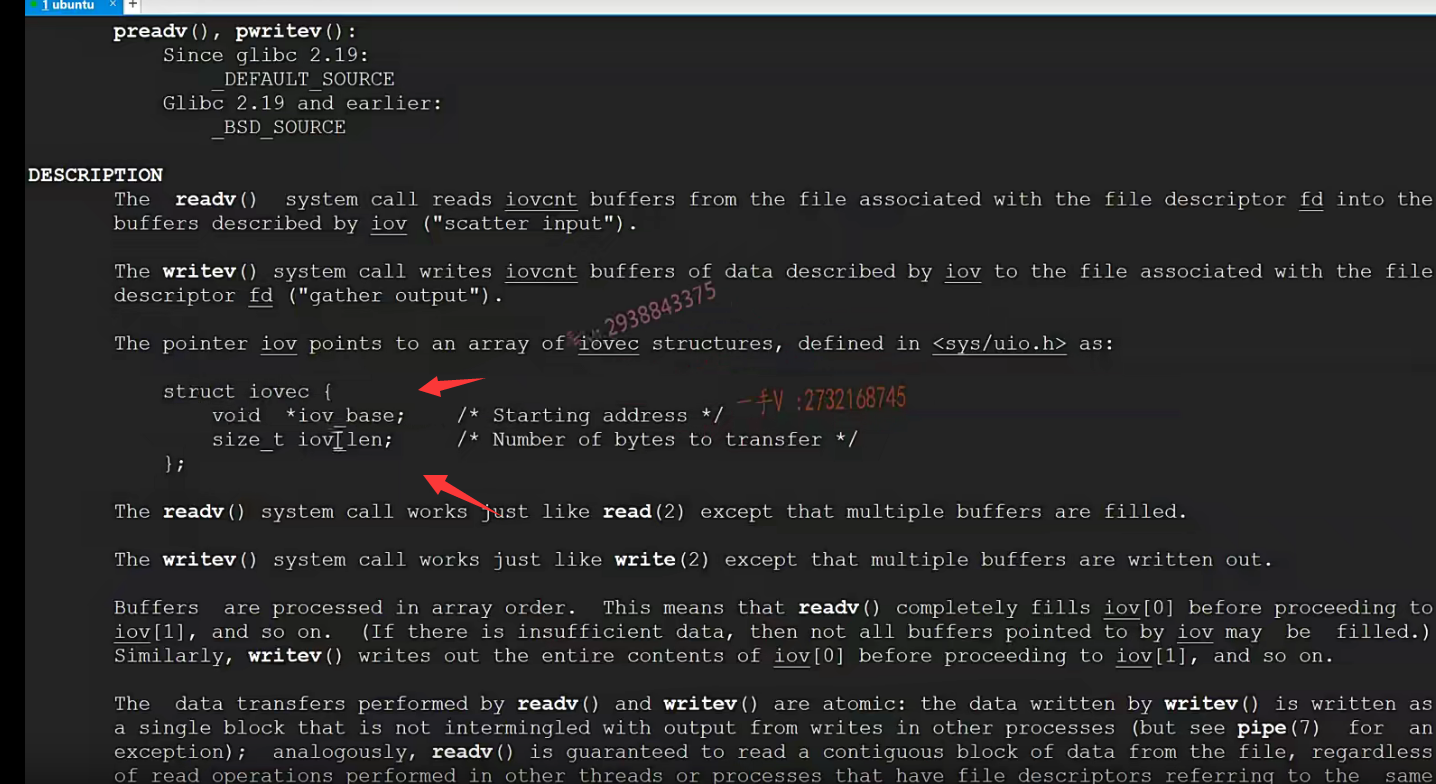 1 ubuntu × +
preadv(), pwritev():
Since glibc 2.19:
_DEFAULT_SOURCE
Glibc 2.19 and earlier:
_BSD_SOURCE
DESCRIPTION
The readv() system call reads iovcnt buffers from the file associated with the file descriptor fd into the
buffers described by iov ("scatter input").
The writev() system call writes iovcnt buffers of data described by iov to the file associated with the file
descriptor fd ("gather output").
2938843375
The pointer iov points to an array of iovec structures, defined in <sys/uio.h> as:
struct iovec {
void *iov_base; /* Starting address */
一手V :2732168745
size_t iov_len; /* Number of bytes to transfer */
};
The readv() system call works just like read(2) except that multiple buffers are filled.
The writev() system call works just like write(2) except that multiple buffers are written out.
Buffers are processed in array order. This means that readv() completely fills iov[0] before proceeding to
iov[1], and so on. (If there is insufficient data, then not all buffers pointed to by iov may be filled.)
Similarly, writev() writes out the entire contents of iov[0] before proceeding to iov[1], and so on.
The data transfers performed by readv() and writev() are atomic: the data written by writev() is written as
a single block that is not intermingled with output from writes in other processes (but see pipe(7) for an
exception); analogously, readv() is guaranteed to read a contiguous block of data from the file, regardless
of read operations performed in other threads or processes that have file descriptors referring to the same